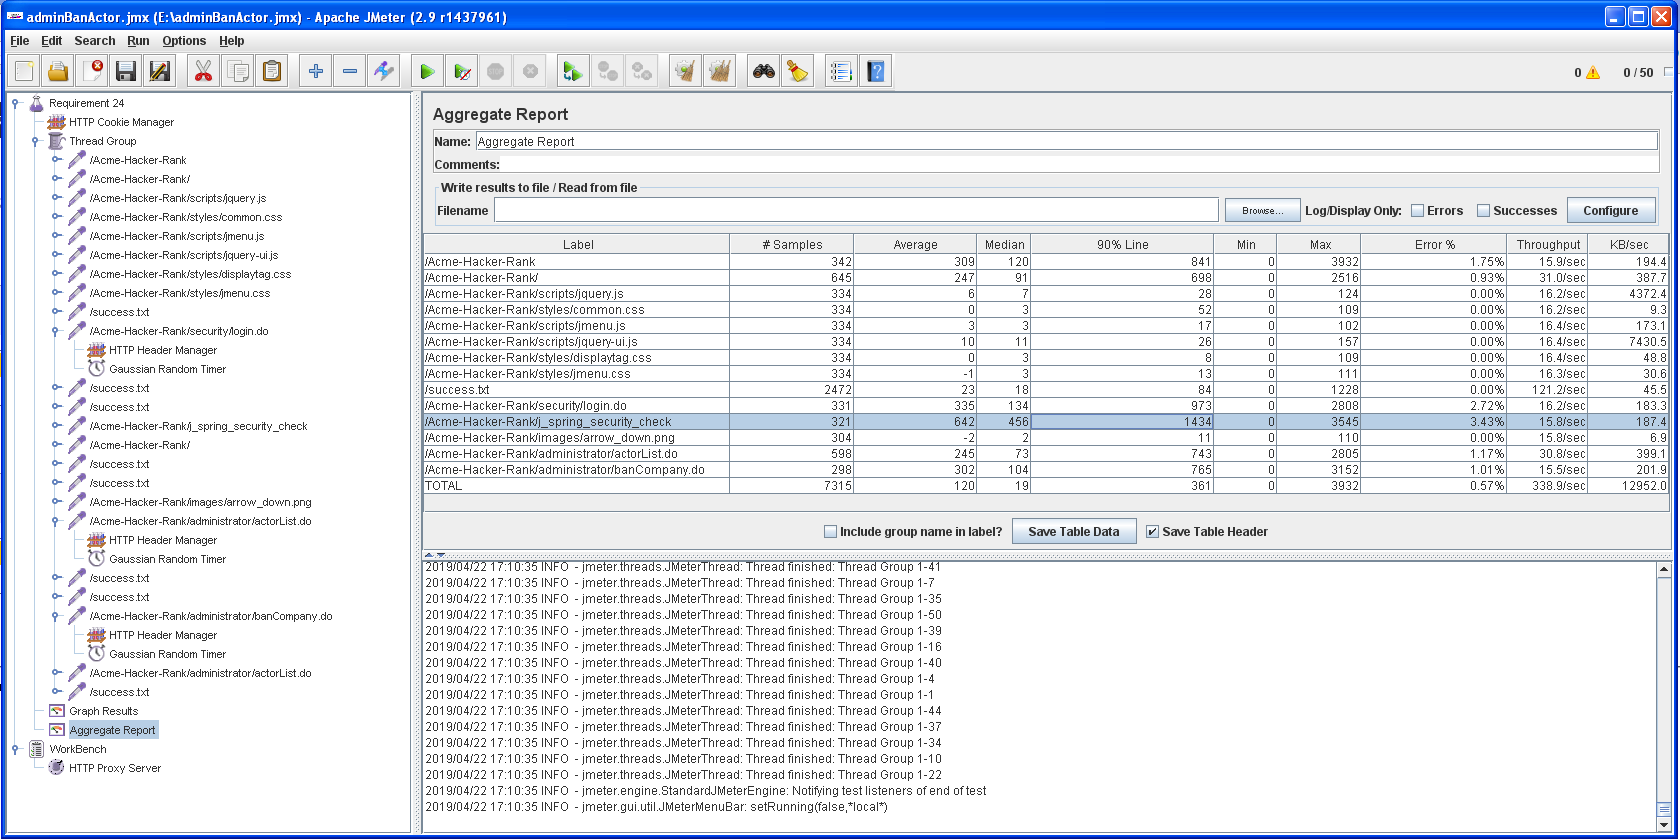 adminBanActor.jmx (E:\adminBanActor.jmx) - Apache JMeter (2.9 r1437961)
File Edit Search Run Options Help
0 0 / 50
Requirement 24
HTTP Cookie Manager
Thread Group
/Acme-Hacker-Rank
/Acme-Hacker-Rank/
/Acme-Hacker-Rank/scripts/jquery.js
/Acme-Hacker-Rank/styles/common.css
/Acme-Hacker-Rank/scripts/jmenu.js
/Acme-Hacker-Rank/scripts/jquery-ui.js
/Acme-Hacker-Rank/styles/displaytag.css
/Acme-Hacker-Rank/styles/jmenu.css
/success.txt
/Acme-Hacker-Rank/security/login.do
HTTP Header Manager
Gaussian Random Timer
/success.txt
/success.txt
/Acme-Hacker-Rank/j_spring_security_check
/Acme-Hacker-Rank/
/success.txt
/success.txt
/Acme-Hacker-Rank/images/arrow_down.png
/Acme-Hacker-Rank/administrator/actorList.do
HTTP Header Manager
Gaussian Random Timer
/success.txt
/success.txt
/Acme-Hacker-Rank/administrator/banCompany.do
HTTP Header Manager
Gaussian Random Timer
/Acme-Hacker-Rank/administrator/actorList.do
/success.txt
Graph Results
Aggregate Report
WorkBench
HTTP Proxy Server
Aggregate Report
Name: Aggregate Report
Comments:
Write results to file / Read from file
Filename Browse... Log/Display Only: Errors Successes Configure
Label # Samples Average Median 90% Line Min Max Error % Throughput KB/sec
/Acme-Hacker-Rank 342 309 120 841 0 3932 1.75% 15.9/sec 194.4
/Acme-Hacker-Rank/ 645 247 91 698 0 2516 0.93% 31.0/sec 387.7
/Acme-Hacker-Rank/scripts/jquery.js 334 6 7 28 0 124 0.00% 16.2/sec 4372.4
/Acme-Hacker-Rank/styles/common.css 334 0 3 52 0 109 0.00% 16.2/sec 9.3
/Acme-Hacker-Rank/scripts/jmenu.js 334 3 3 17 0 102 0.00% 16.4/sec 173.1
/Acme-Hacker-Rank/scripts/jquery-ui.js 334 10 11 26 0 157 0.00% 16.4/sec 7430.5
/Acme-Hacker-Rank/styles/displaytag.css 334 0 3 8 0 109 0.00% 16.4/sec 48.8
/Acme-Hacker-Rank/styles/jmenu.css 334 -1 3 13 0 111 0.00% 16.3/sec 30.6
/success.txt 2472 23 18 84 0 1228 0.00% 121.2/sec 45.5
/Acme-Hacker-Rank/security/login.do 331 335 134 973 0 2808 2.72% 16.2/sec 183.3
/Acme-Hacker-Rank/j_spring_security_check 321 642 456 1434 0 3545 3.43% 15.8/sec 187.4
/Acme-Hacker-Rank/images/arrow_down.png 304 -2 2 11 0 110 0.00% 15.8/sec 6.9
/Acme-Hacker-Rank/administrator/actorList.do 598 245 73 743 0 2805 1.17% 30.8/sec 399.1
/Acme-Hacker-Rank/administrator/banCompany.do 298 302 104 765 0 3152 1.01% 15.5/sec 201.9
TOTAL 7315 120 19 361 0 3932 0.57% 338.9/sec 12952.0
Include group name in label? Save Table Data Save Table Header
2019/04/22 17:10:35 INFO - jmeter.threads.JMeterThread: Thread finished: Thread Group 1-41
2019/04/22 17:10:35 INFO - jmeter.threads.JMeterThread: Thread finished: Thread Group 1-7
2019/04/22 17:10:35 INFO - jmeter.threads.JMeterThread: Thread finished: Thread Group 1-35
2019/04/22 17:10:35 INFO - jmeter.threads.JMeterThread: Thread finished: Thread Group 1-50
2019/04/22 17:10:35 INFO - jmeter.threads.JMeterThread: Thread finished: Thread Group 1-39
2019/04/22 17:10:35 INFO - jmeter.threads.JMeterThread: Thread finished: Thread Group 1-16
2019/04/22 17:10:35 INFO - jmeter.threads.JMeterThread: Thread finished: Thread Group 1-40
2019/04/22 17:10:35 INFO - jmeter.threads.JMeterThread: Thread finished: Thread Group 1-4
2019/04/22 17:10:35 INFO - jmeter.threads.JMeterThread: Thread finished: Thread Group 1-1
2019/04/22 17:10:35 INFO - jmeter.threads.JMeterThread: Thread finished: Thread Group 1-44
2019/04/22 17:10:35 INFO - jmeter.threads.JMeterThread: Thread finished: Thread Group 1-37
2019/04/22 17:10:35 INFO - jmeter.threads.JMeterThread: Thread finished: Thread Group 1-34
2019/04/22 17:10:35 INFO - jmeter.threads.JMeterThread: Thread finished: Thread Group 1-10
2019/04/22 17:10:35 INFO - jmeter.threads.JMeterThread: Thread finished: Thread Group 1-22
2019/04/22 17:10:35 INFO - jmeter.engine.StandardJMeterEngine: Notifying test listeners of end of test
2019/04/22 17:10:35 INFO - jmeter.gui.util.JMeterMenuBar: setRunning(false,*local*)